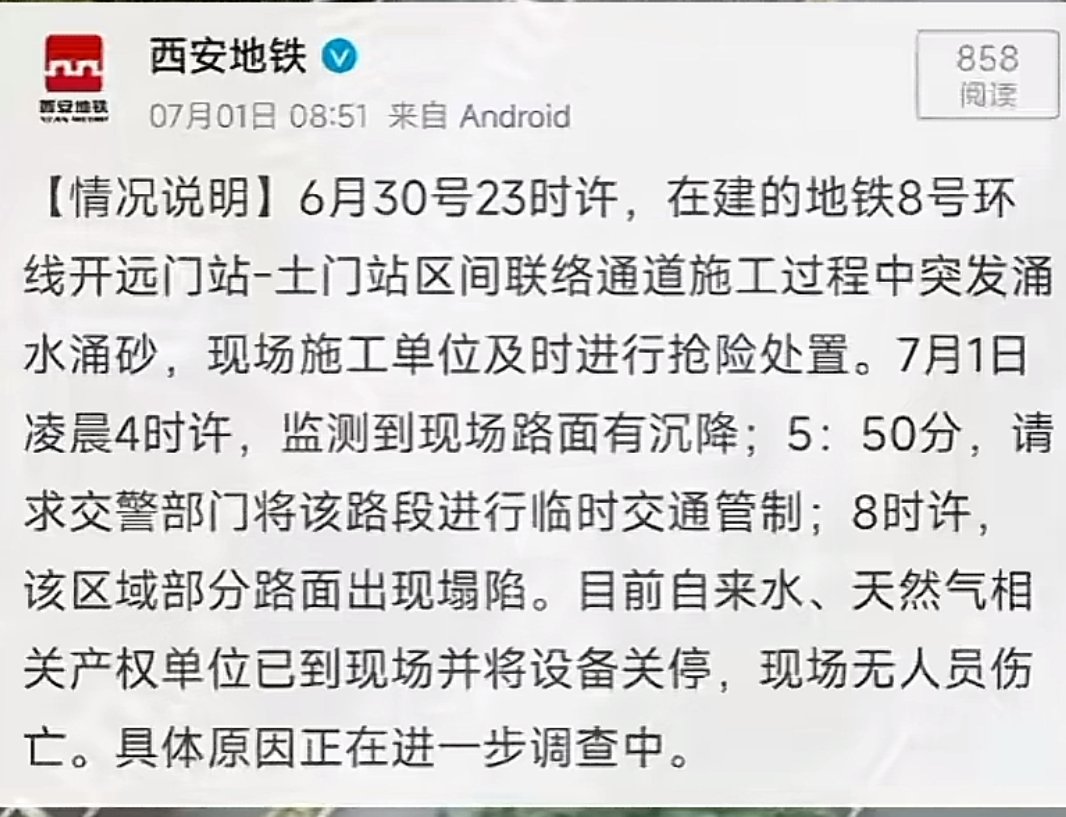 西安地铁
西安地铁
XI'AN METRO
07月01日 08:51 来自 Android
858
阅读
【情况说明】6月30号23时许，在建的地铁8号环
线开远门站-土门站区间联络通道施工过程中突发涌
水涌砂，现场施工单位及时进行抢险处置。7月1日
凌晨4时许，监测到现场路面有沉降；5：50分，请
求交警部门将该路段进行临时交通管制；8时许，
该区域部分路面出现塌陷。目前自来水、天然气相
关产权单位已到现场并将设备关停，现场无人员伤
亡。具体原因正在进一步调查中。